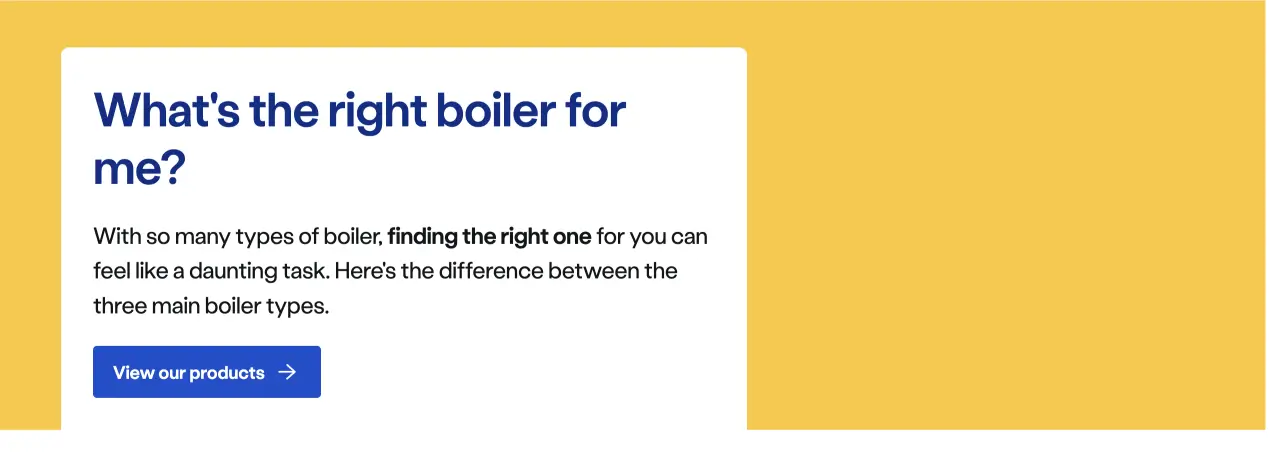 What's the right boiler for
me?
With so many types of boiler, finding the right one for you can
feel like a daunting task. Here's the difference between the
three main boiler types.
View our products